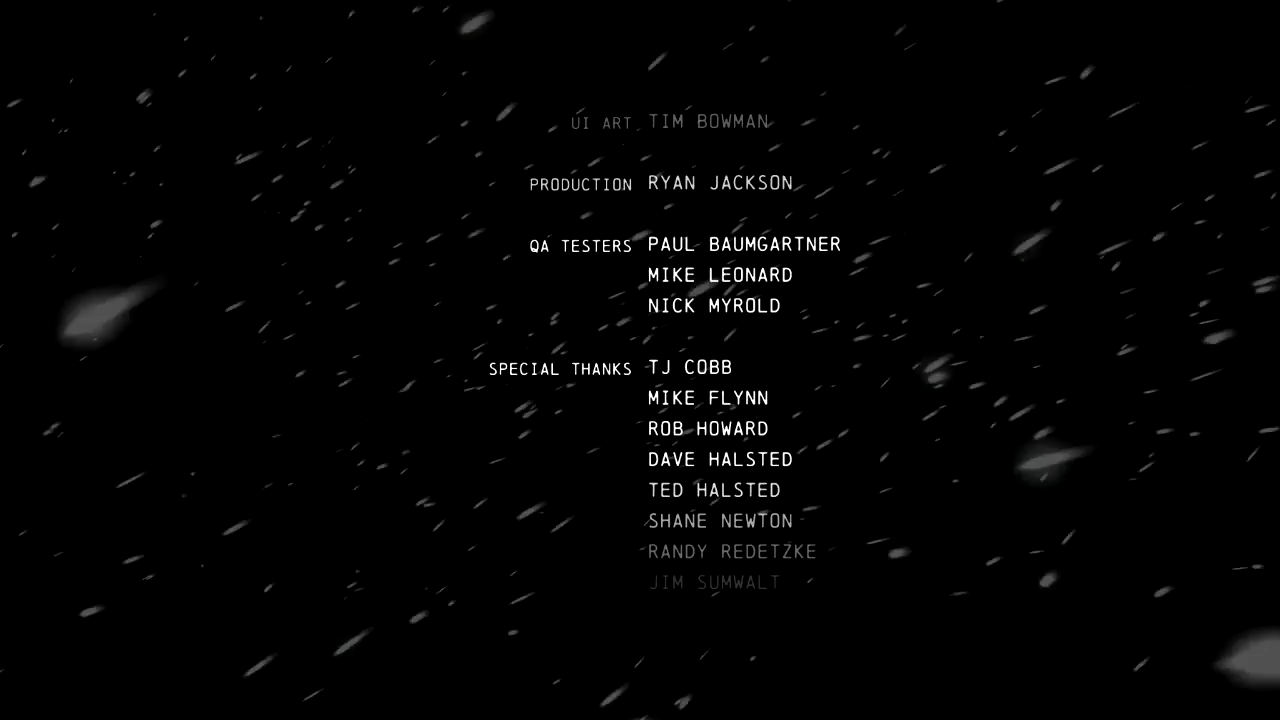 UI ART TIM BOWMAN
PRODUCTION RYAN JACKSON
QA TESTERS PAUL BAUMGARTNER
MIKE LEONARD
NICK MYROLD
SPECIAL THANKS TJ COBB
MIKE FLYNN
ROB HOWARD
DAVE HALSTED
TED HALSTED
SHANE NEWTON
RANDY REDETZKE
JIM SUMWALT